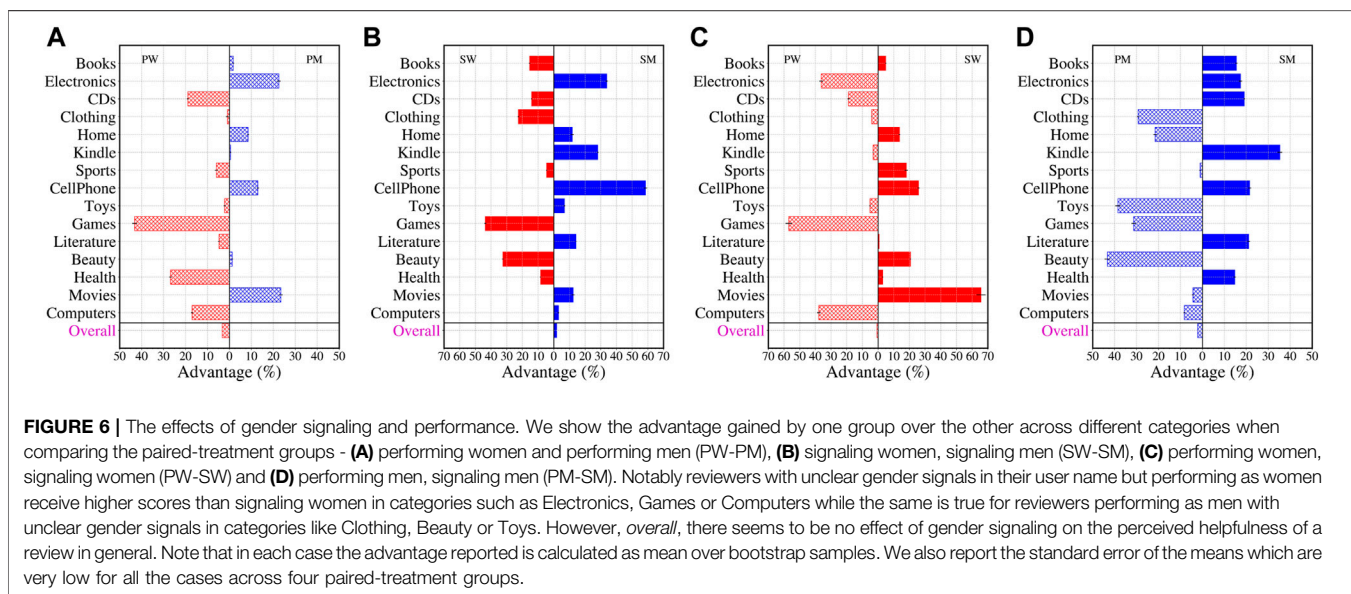 A
PW PM
Books
Electronics
CDs
Clothing
Home
Kindle
Sports
CellPhone
Toys
Games
Literature
Beauty
Health
Movies
Computers
Overall
50 40 30 20 10 0 10 20 30 40 50
Advantage (%)
B
SW SM
Books
Electronics
CDs
Clothing
Home
Kindle
Sports
CellPhone
Toys
Games
Literature
Beauty
Health
Movies
Computers
Overall
70 60 50 40 30 20 10 0 10 20 30 40 50 60 70
Advantage (%)
C
PW SW
Books
Electronics
CDs
Clothing
Home
Kindle
Sports
CellPhone
Toys
Games
Literature
Beauty
Health
Movies
Computers
Overall
70 60 50 40 30 20 10 0 10 20 30 40 50 60 70
Advantage (%)
D
PM SM
Books
Electronics
CDs
Clothing
Home
Kindle
Sports
CellPhone
Toys
Games
Literature
Beauty
Health
Movies
Computers
Overall
50 40 30 20 10 0 10 20 30 40 50
Advantage (%)
FIGURE 6 | The effects of gender signaling and performance. We show the advantage gained by one group over the other across different categories when
comparing the paired-treatment groups - (A) performing women and performing men (PW-PM), (B) signaling women, signaling men (SW-SM), (C) performing women,
signaling women (PW-SW) and (D) performing men, signaling men (PM-SM). Notably reviewers with unclear gender signals in their user name but performing as women
receive higher scores than signaling women in categories such as Electronics, Games or Computers while the same is true for reviewers performing as men with
unclear gender signals in categories like Clothing, Beauty or Toys. However, overall, there seems to be no effect of gender signaling on the perceived helpfulness of a
review in general. Note that in each case the advantage reported is calculated as mean over bootstrap samples. We also report the standard error of the means which are
very low for all the cases across four paired-treatment groups.